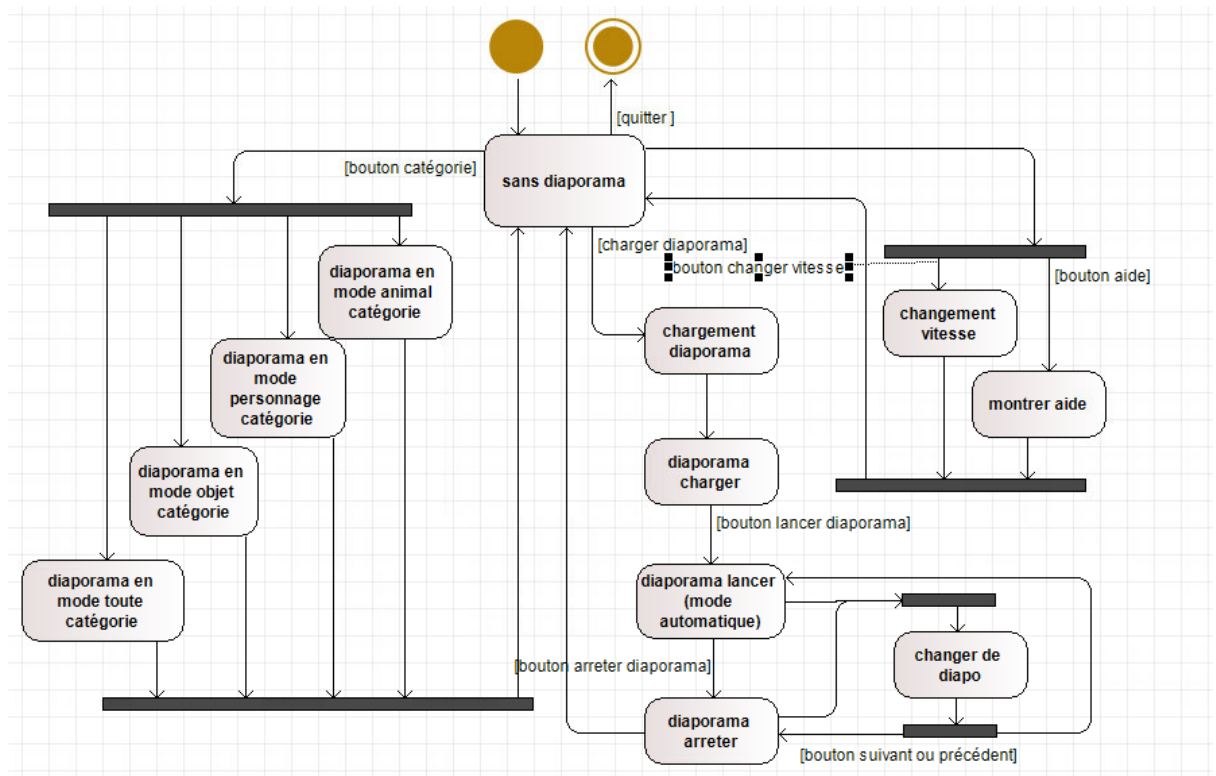 [quitter ]
[bouton catégorie]
sans diaporama
[charger diaporama]
bouton changer vitesse
[bouton aide]
diaporama en
mode animal
catégorie
changement
vitesse
chargement
diaporama
diaporama en
mode
personnage
catégorie
montrer aide
diaporama en
mode objet
catégorie
diaporama
charger
[bouton lancer diaporama]
diaporama en
mode toute
catégorie
diaporama lancer
(mode
automatique)
changer de
diapo
[bouton arreter diaporama]
diaporama
arreter
[bouton suivant ou précédent]